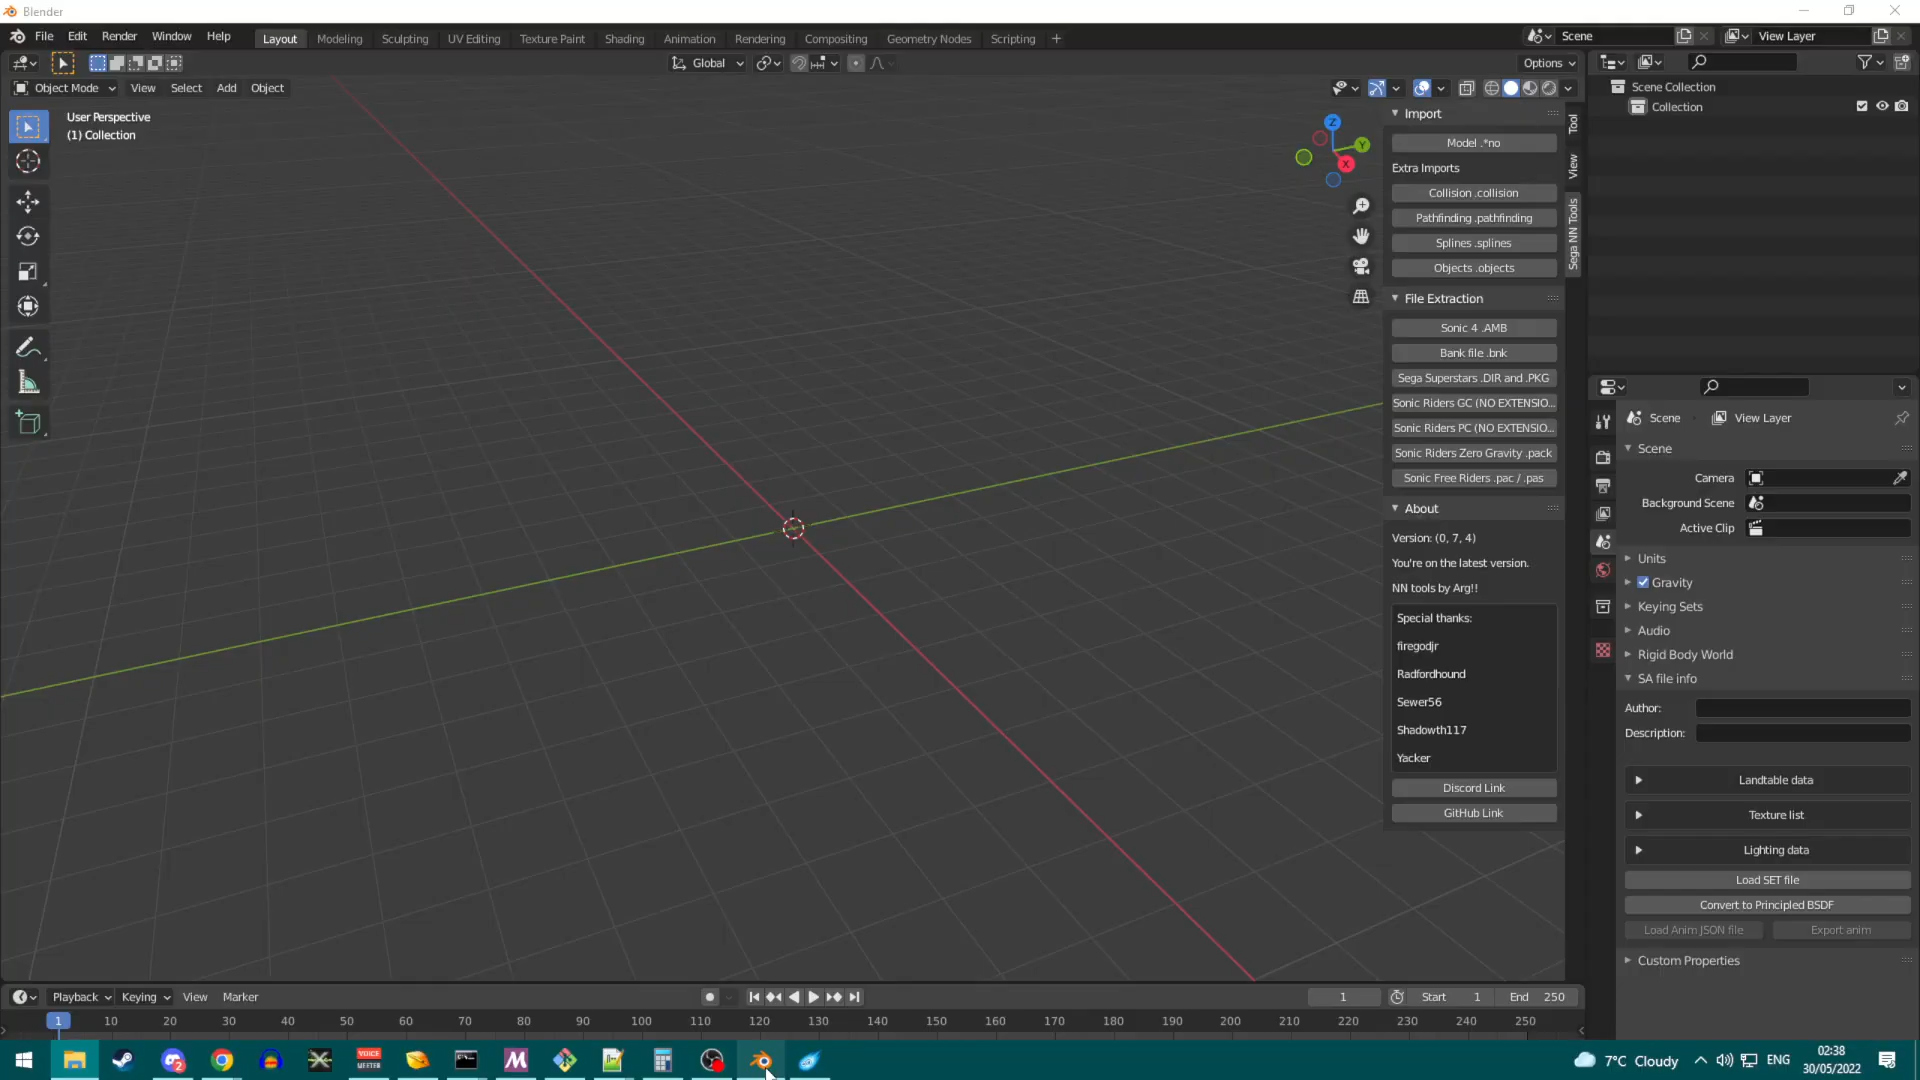 Blender
File Edit Render Window Help Layout Modeling Sculpting UV Editing Texture Paint Shading Animation Rendering Compositing Geometry Nodes Scripting + Scene View Layer
Global Options
Object Mode View Select Add Object
User Perspective
(1) Collection
Z
Y
X
Import
Model .*no
Extra Imports
Collision .collision
Pathfinding .pathfinding
Splines .splines
Objects .objects
File Extraction
Sonic 4 .AMB
Bank file .bnk
Sega Superstars .DIR and .PKG
Sonic Riders GC (NO EXTENSIO...
Sonic Riders PC (NO EXTENSIO...
Sonic Riders Zero Gravity .pack
Sonic Free Riders .pac / .pas
About
Version: (0, 7, 4)
You're on the latest version.
NN tools by Arg!!
Special thanks:
firegodjr
Radfordhound
Sewer56
Shadowth117
Yacker
Discord Link
GitHub Link
Tool
View
Sega NN Tools
Scene Collection
Collection
Scene View Layer
Scene
Camera
Background Scene
Active Clip
Units
Gravity
Keying Sets
Audio
Rigid Body World
SA file info
Author:
Description:
Landtable data
Texture list
Lighting data
Load SET file
Convert to Principled BSDF
Load Anim JSON file Export anim
Custom Properties
Playback Keying View Marker 1 Start 1 End 250
1 10 20 30 40 50 60 70 80 90 100 110 120 130 140 150 160 170 180 190 200 210 220 230 240 250
VOICE
MEETER
2
7°C Cloudy ENG 02:38
30/05/2022